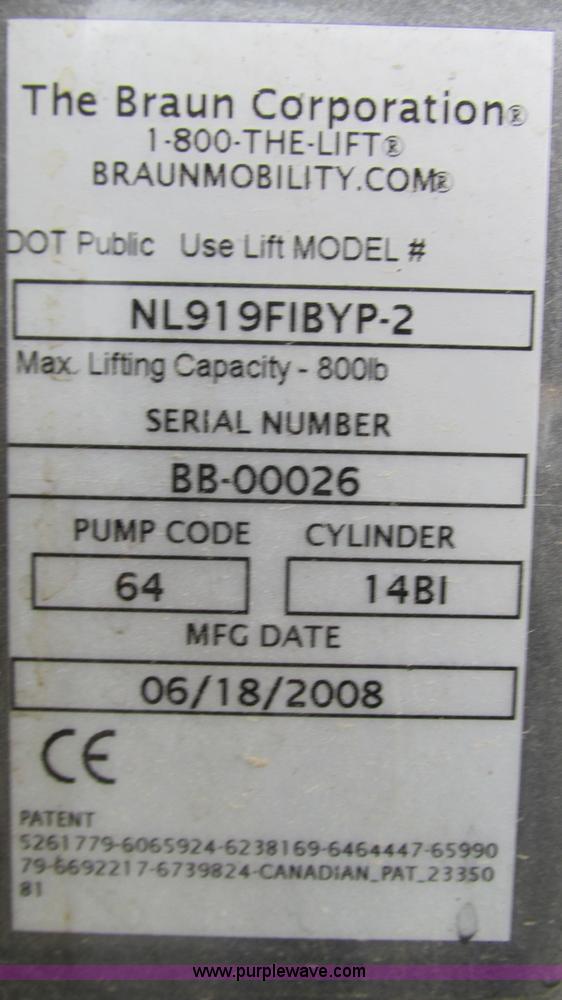 The Braun Corporation®
1-800-THE-LIFT®
BRAUNMOBILITY.COM®
DOT Public Use Lift MODEL #
NL919FIBYP-2
Max. Lifting Capacity - 800lb
SERIAL NUMBER
BB-00026
PUMP CODE CYLINDER
64 14BI
MFG DATE
06/18/2008
CE
PATENT
5261779-6065924-6238169-6464447-65990
79-6692217-6739824-CANADIAN_PAT_23350
81
www.purplewave.com